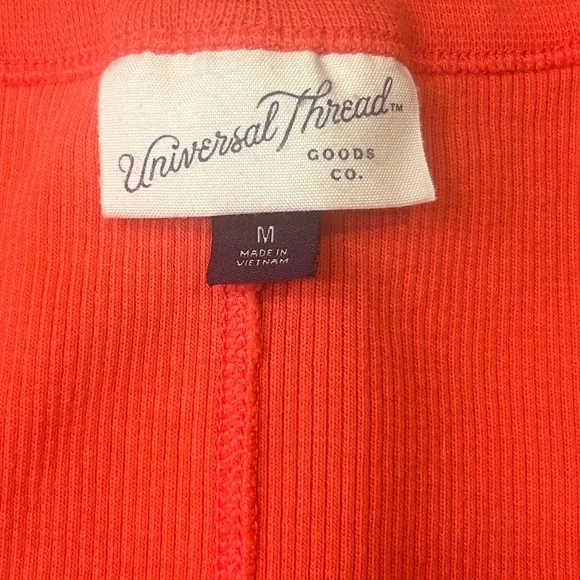 Universal Thread™
GOODS
CO.
M
MADE IN
VIETNAM